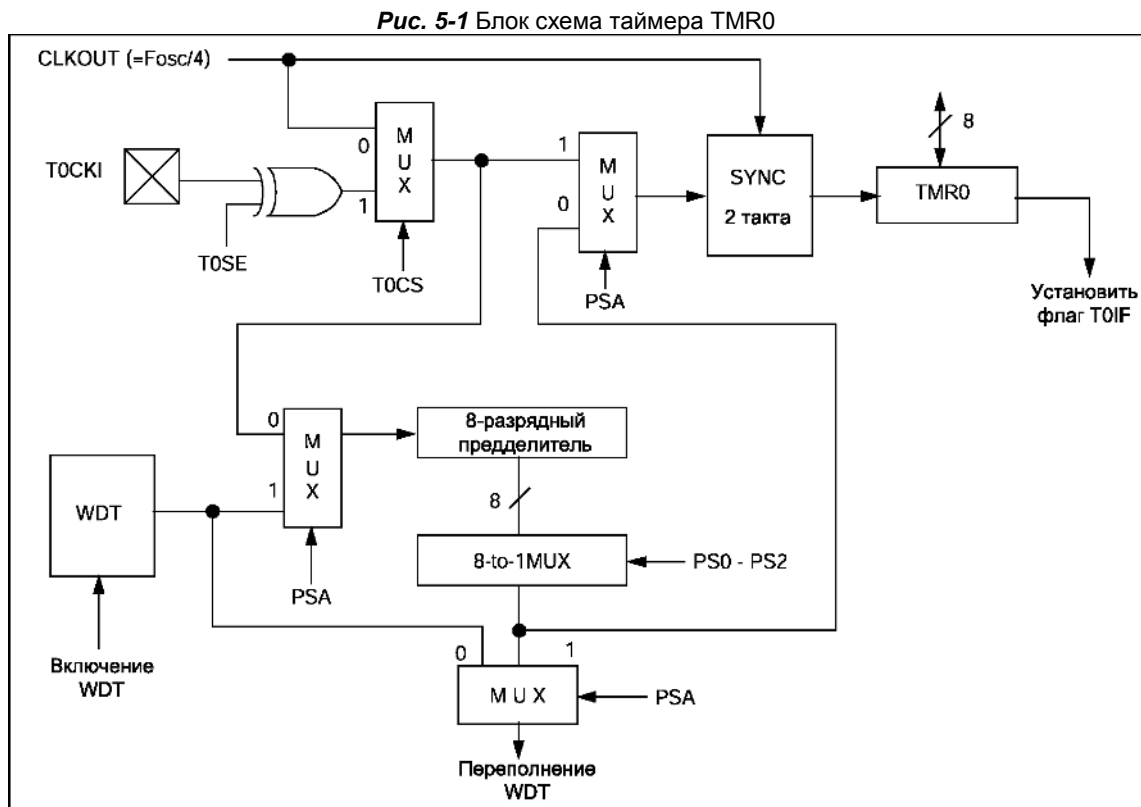 Рис. 5-1 Блок схема таймера TMR0
CLKOUT (=Fosc/4)
T0CKI
T0SE
0
1
M
U
X
T0CS
1
0
M
U
X
PSA
SYNC
2 такта
8
TMR0
Установить
флаг T0IF
0
1
M
U
X
PSA
WDT
Включение
WDT
8-разрядный
предделитель
8
8-to-1MUX
PS0 - PS2
0
1
M U X
PSA
Переполнение
WDT